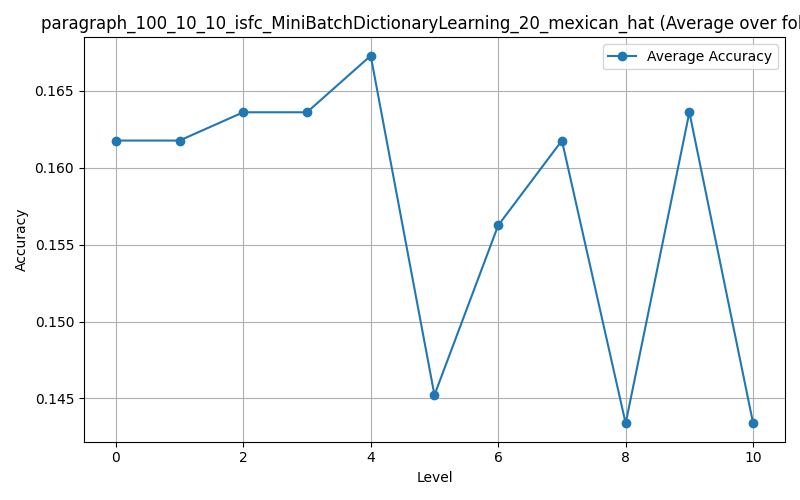 paragraph_100_10_10_isfc_MiniBatchDictionaryLearning_20_mexican_hat (Average over fol
Average Accuracy
Accuracy
0.165
0.160
0.155
0.150
0.145
0 2 4 6 8 10
Level